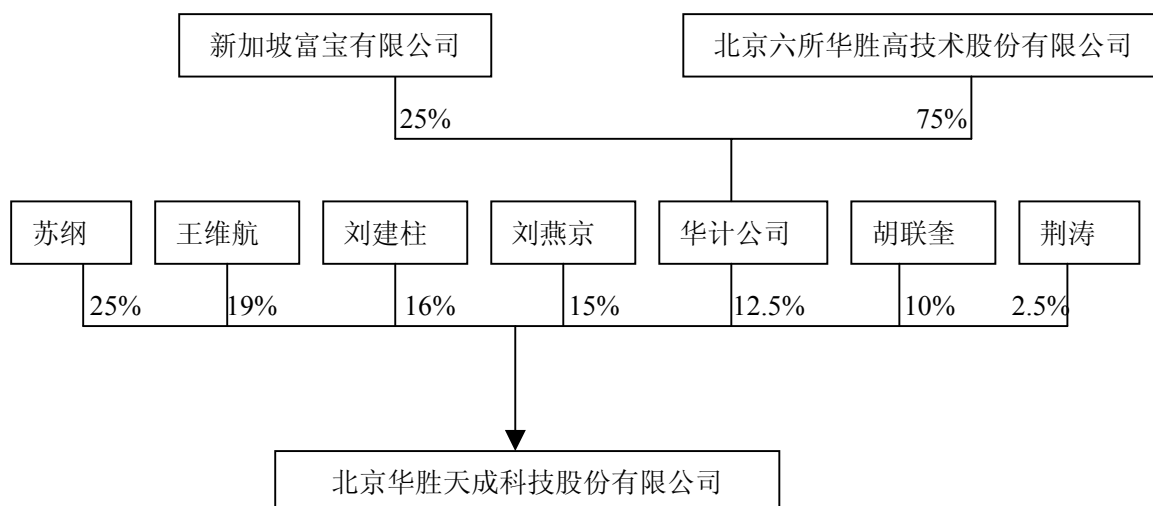 新加坡富宝有限公司
北京六所华胜高技术股份有限公司
25%
75%
苏纲
王维航
刘建柱
刘燕京
华计公司
胡联奎
荆涛
25%
19%
16%
15%
12.5%
10%
2.5%
北京华胜天成科技股份有限公司